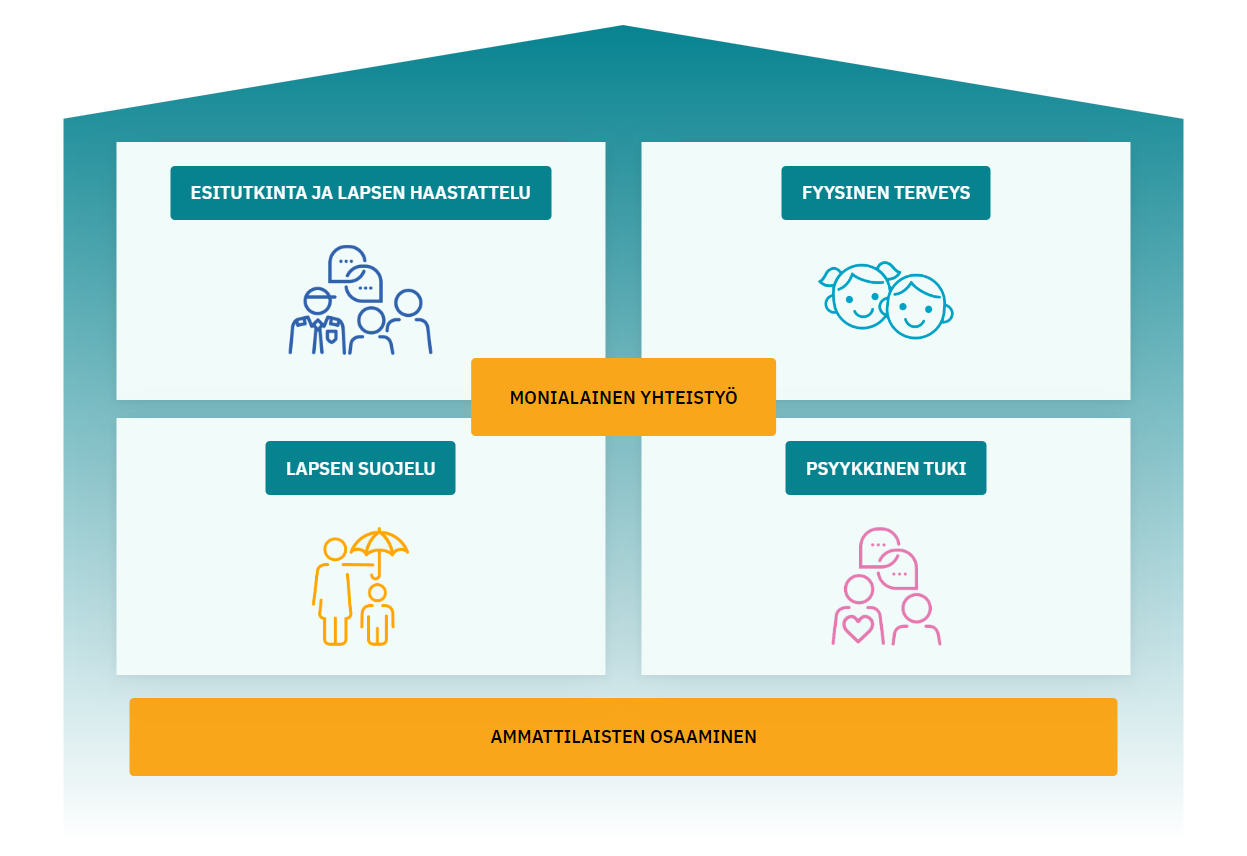 ESITUTKINTA JA LAPSEN HAASTATTELU
FYYSINEN TERVEYS
MONIALAINEN YHTEISTYÖ
LAPSEN SUOJELU
PSYYKKINEN TUKI
AMMATTILAISTEN OSAAMINEN